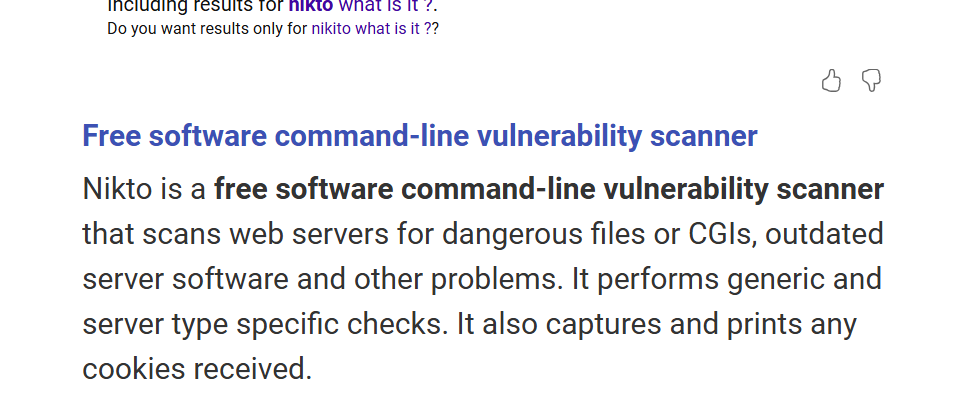 Including results for nikto what is it ?.
Do you want results only for nikito what is it ??
Free software command-line vulnerability scanner
Nikto is a free software command-line vulnerability scanner
that scans web servers for dangerous files or CGIs, outdated
server software and other problems. It performs generic and
server type specific checks. It also captures and prints any
cookies received.